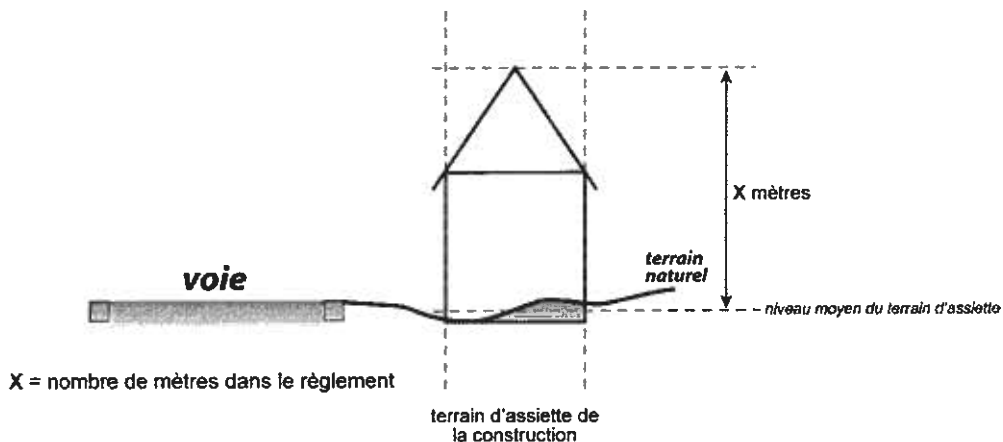 X mètres
terrain
naturel
voie
niveau moyen du terrain d'assiette
X = nombre de mètres dans le règlement
terrain d'assiette de
la construction